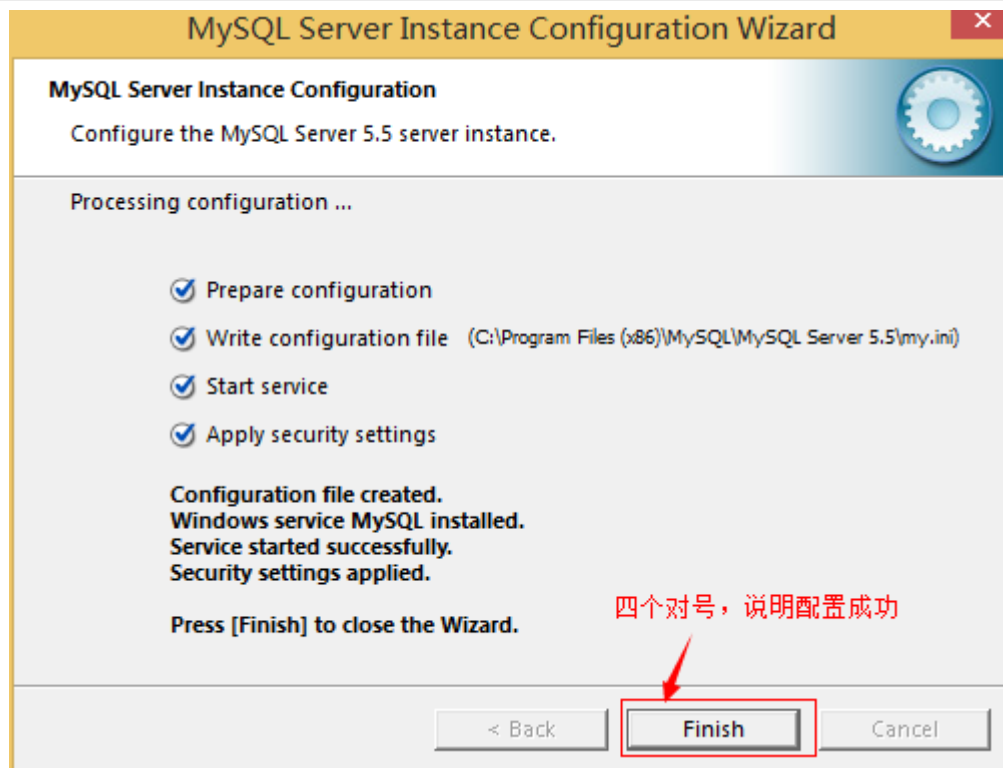 MySQL Server Instance Configuration Wizard
MySQL Server Instance Configuration
Configure the MySQL Server 5.5 server instance.
Processing configuration ...
Prepare configuration
Write configuration file (C:\Program Files (x86)\MySQL\MySQL Server 5.5\my.ini)
Start service
Apply security settings
Configuration file created.
Windows service MySQL installed.
Service started successfully.
Security settings applied.
四个对号，说明配置成功
Press [Finish] to close the Wizard.
< Back
Finish
Cancel